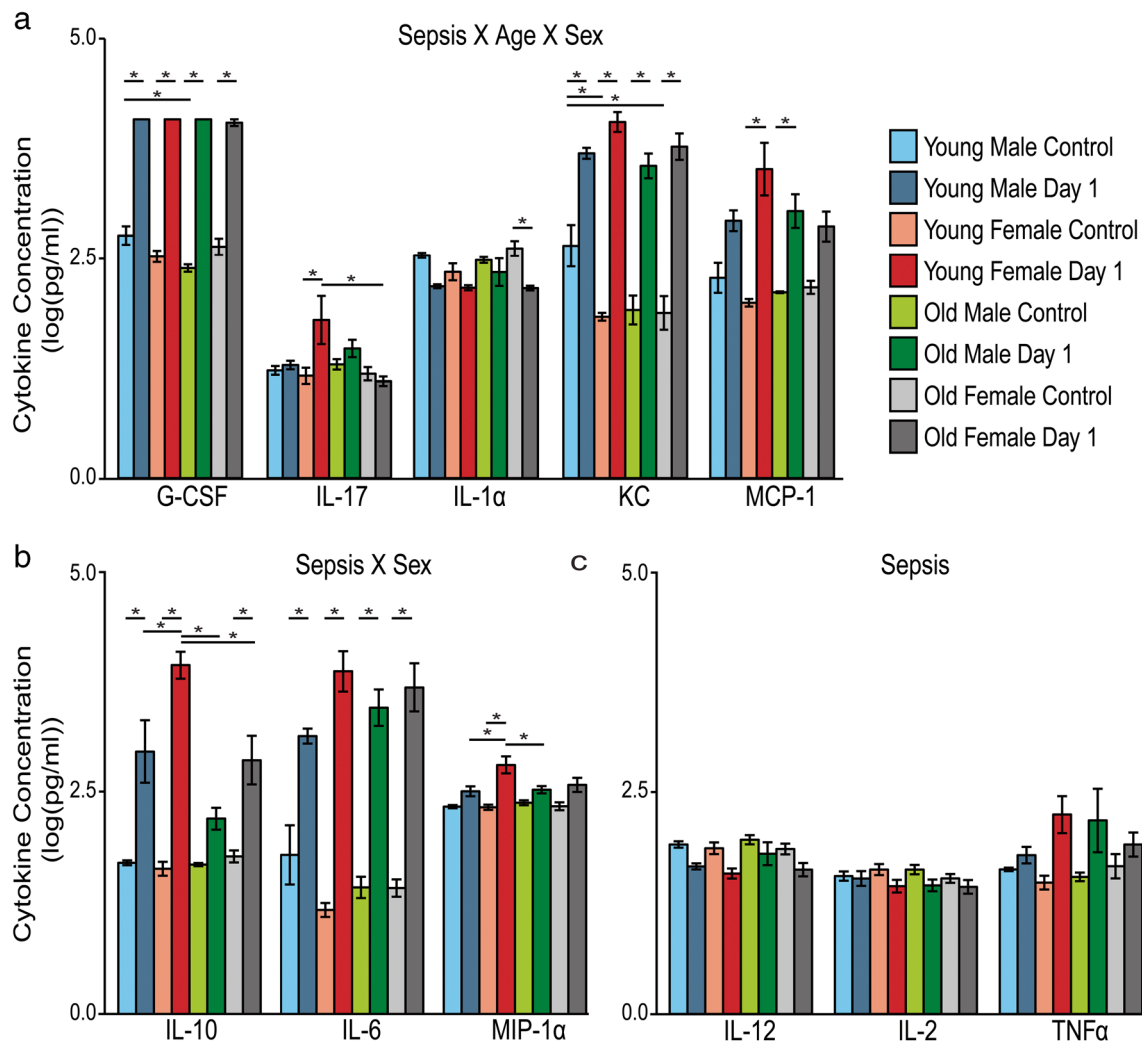 a
Sepsis X Age X Sex
5.0
2.5
0.0
Cytokine Concentration
(log(pg/ml))
* * * *
*
* *
*
* * * *
*
*
* *
G-CSF IL-17 IL-1α KC MCP-1
Young Male Control
Young Male Day 1
Young Female Control
Young Female Day 1
Old Male Control
Old Male Day 1
Old Female Control
Old Female Day 1
b
Sepsis X Sex
5.0
2.5
0.0
Cytokine Concentration
(log(pg/ml))
* * *
* *
*
* * * *
*
* *
IL-10 IL-6 MIP-1α
c
Sepsis
5.0
2.5
0.0
IL-12 IL-2 TNFα